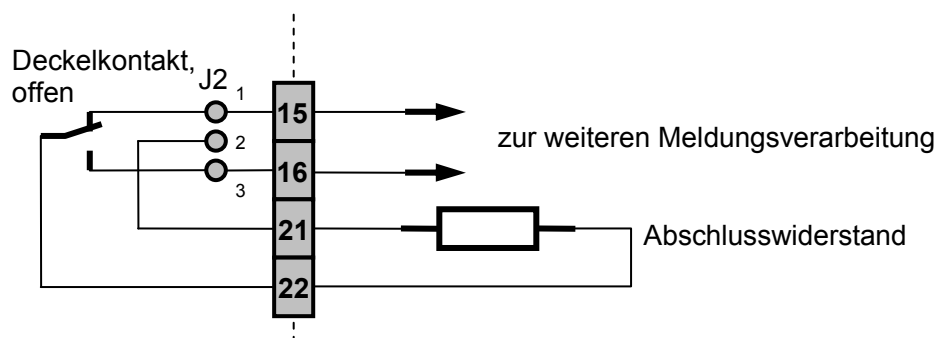 Deckelkontakt,
offen
J2
1
2
3
15
16
21
22
zur weiteren Meldungsverarbeitung
Abschlusswiderstand